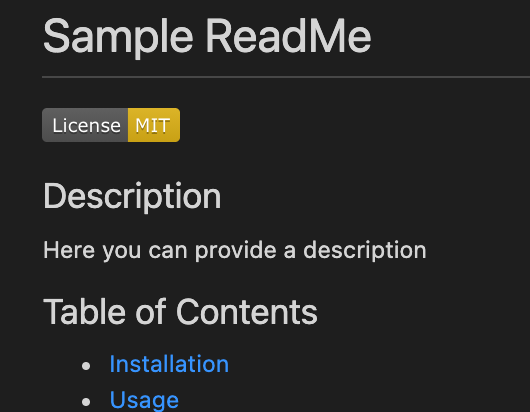 Sample ReadMe
License MIT
Description
Here you can provide a description
Table of Contents
Installation
Usage